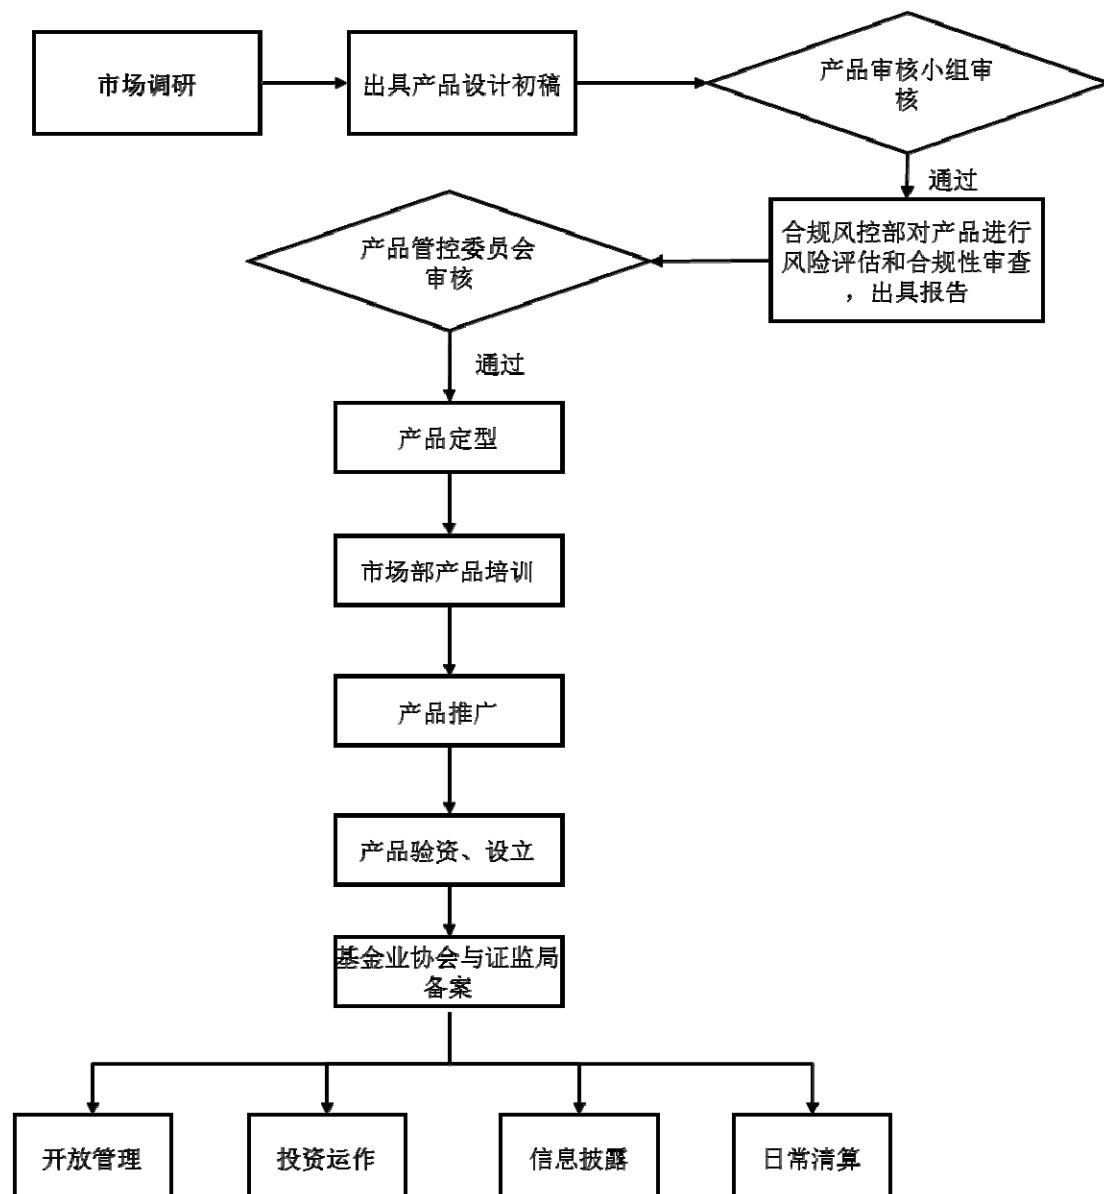 市场调研
出具产品设计初稿
产品审核小组审
核
通过
合规风控部对产品进行
风险评估和合规性审查
，出具报告
产品管控委员会
审核
通过
产品定型
市场部产品培训
产品推广
产品验资、设立
基金业协会与证监局
备案
开放管理
投资运作
信息披露
日常清算